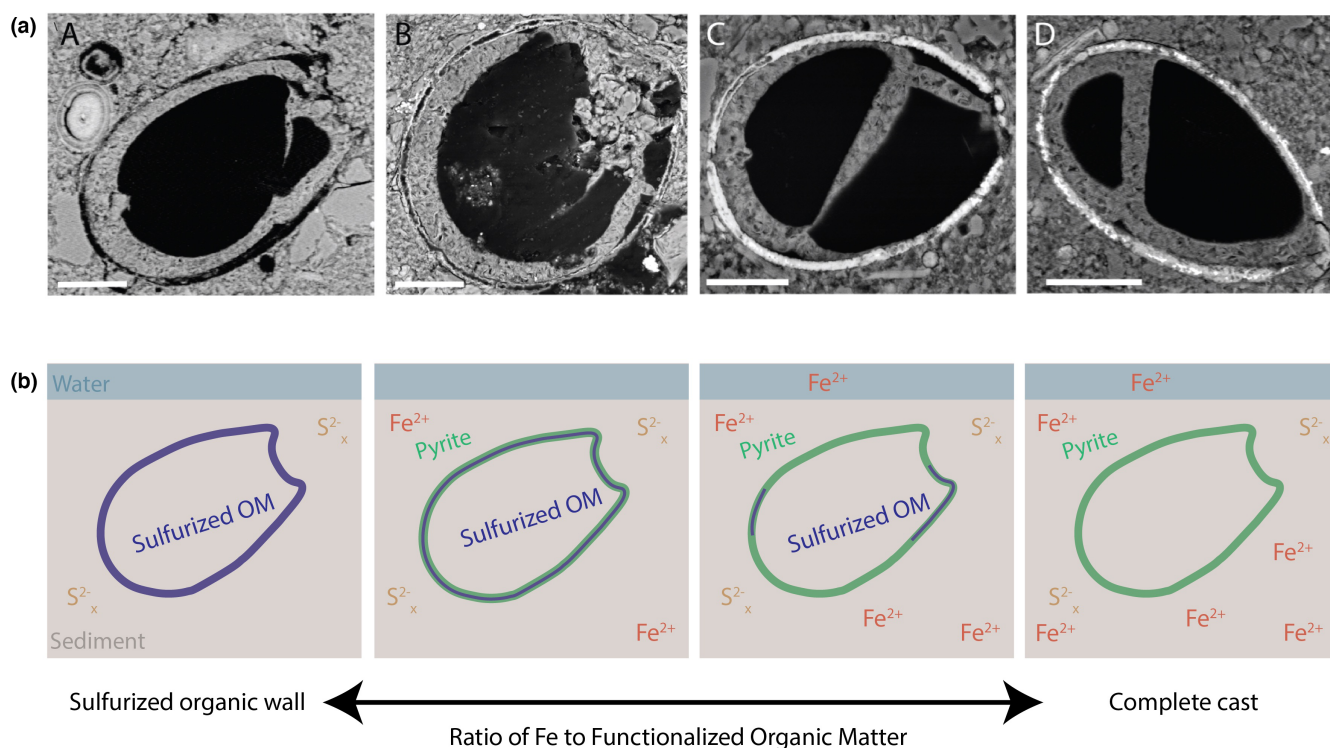 (a)
A
B
C
D
(b)
Water
Fe²⁺
Fe²⁺
S²⁻ₓ
Fe²⁺
S²⁻ₓ
Fe²⁺
S²⁻ₓ
Fe²⁺
S²⁻ₓ
Pyrite
Pyrite
Pyrite
Sulfurized OM
Sulfurized OM
Sulfurized OM
Fe²⁺
S²⁻ₓ
S²⁻ₓ
S²⁻ₓ
S²⁻ₓ
Fe²⁺
Fe²⁺
Sediment
Fe²⁺
Fe²⁺
Fe²⁺
Fe²⁺
Sulfurized organic wall
Complete cast
Ratio of Fe to Functionalized Organic Matter